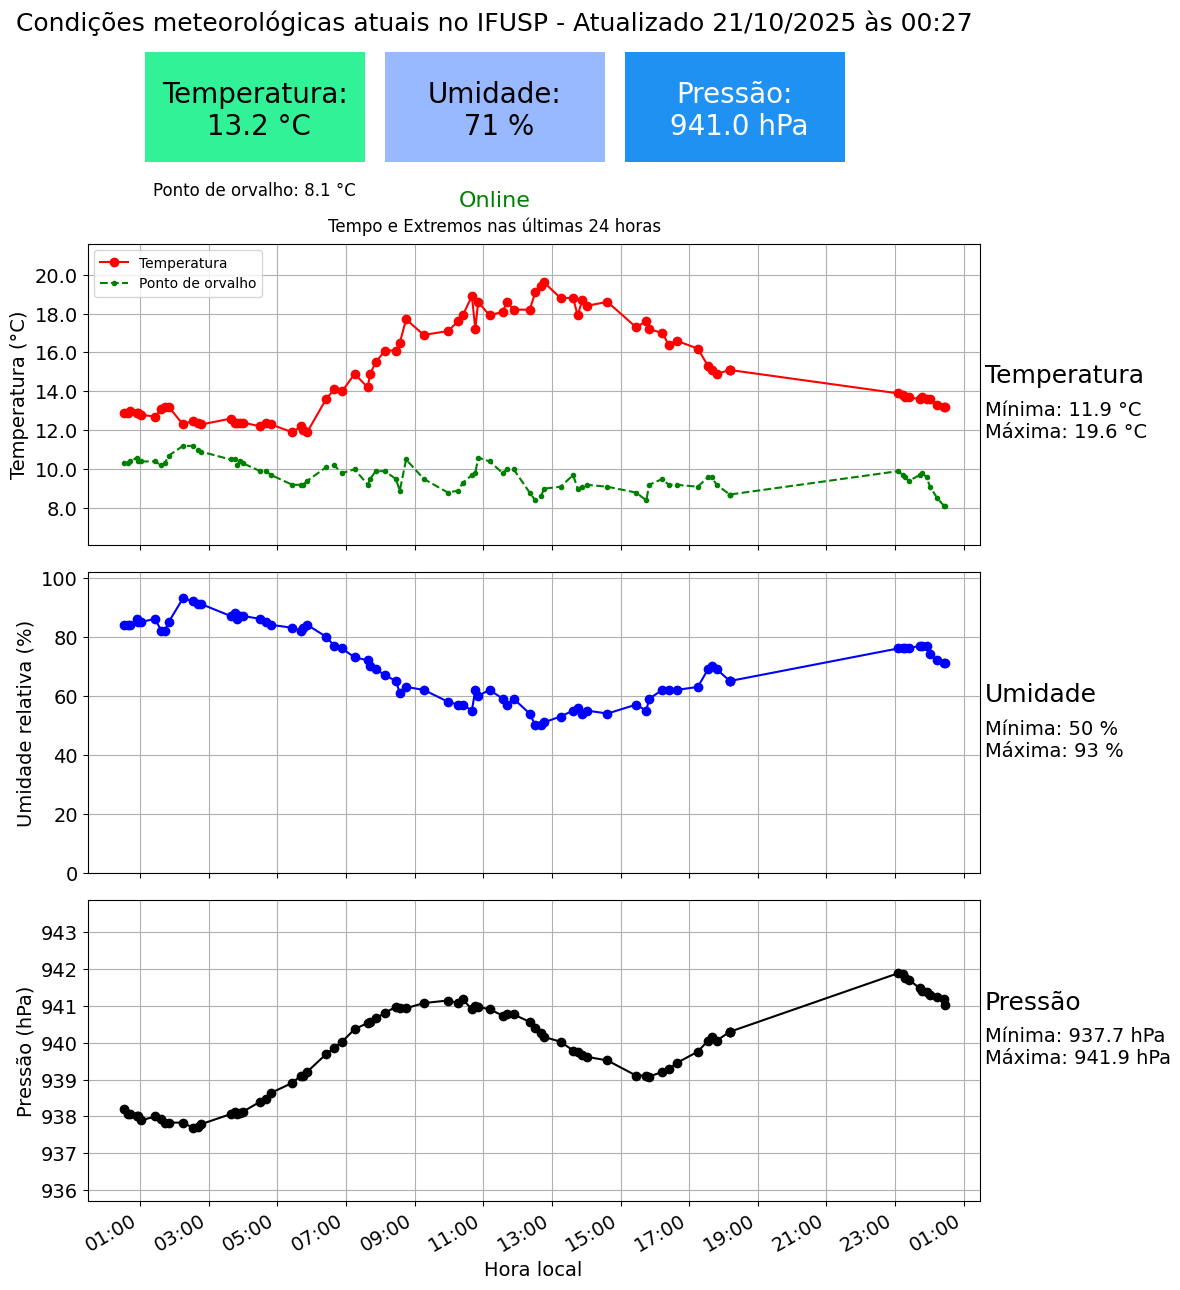 Condições meteorológicas atuais no IFUSP - Atualizado 21/10/2025 às 00:27
Temperatura:
13.2 °C
Umidade:
71 %
Pressão:
941.0 hPa
Ponto de orvalho: 8.1 °C
Online
Tempo e Extremos nas últimas 24 horas
Temperatura
Ponto de orvalho
Temperatura (°C)
20.0
18.0
16.0
14.0
12.0
10.0
8.0
Temperatura
Mínima: 11.9 °C
Máxima: 19.6 °C
Umidade relativa (%)
100
80
60
40
20
0
Umidade
Mínima: 50 %
Máxima: 93 %
Pressão (hPa)
943
942
941
940
939
938
937
936
Pressão
Mínima: 937.7 hPa
Máxima: 941.9 hPa
01:00 03:00 05:00 07:00 09:00 11:00 13:00 15:00 17:00 19:00 21:00 23:00 01:00
Hora local